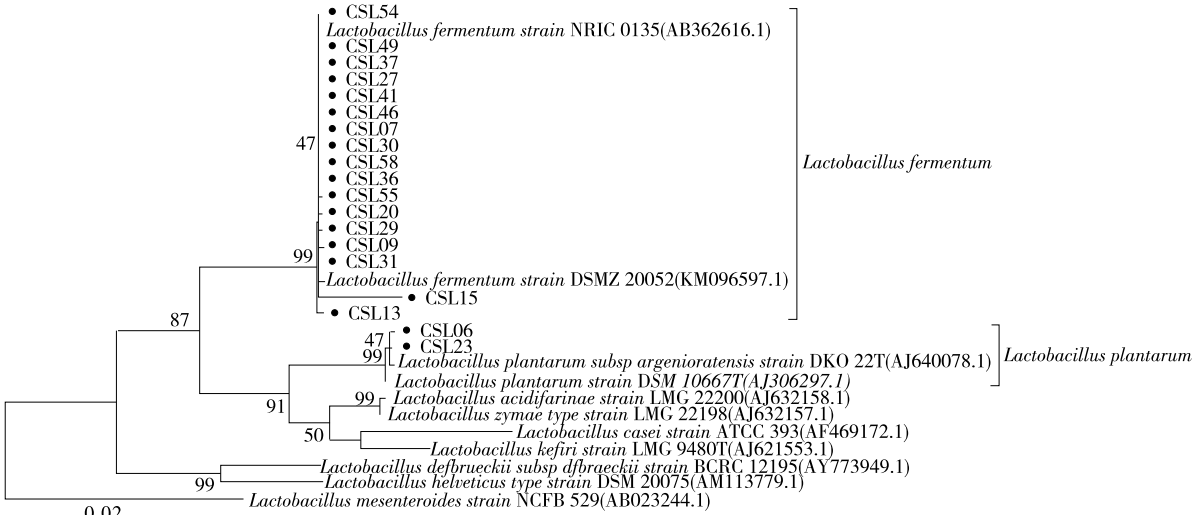 CSL54
Lactobacillus fermentum strain NRIC 0135(AB362616.1)
CSL49
CSL37
CSL27
CSL41
CSL46
CSL07
47
CSL30
CSL58
Lactobacillus fermentum
CSL36
CSL55
CSL20
CSL29
CSL09
99
CSL31
Lactobacillus fermentum strain DSMZ 20052(KM096597.1)
CSL15
CSL13
87
CSL06
47
CSL23
99
Lactobacillus plantarum subsp argenioratensis strain DKO 22T(AJ640078.1)
Lactobacillus plantarum
Lactobacillus plantarum strain DSM 10667T(AJ306297.1)
Lactobacillus acidifarinae strain LMG 22200(AJ632158.1)
99
91
Lactobacillus zymae type strain LMG 22198(AJ632157.1)
50
Lactobacillus casei strain ATCC 393(AF469172.1)
Lactobacillus kefiri strain LMG 9480T(AJ621553.1)
Lactobacillus defbrueckii subsp dfbraeckii strain BCRC 12195(AY773949.1)
Lactobacillus helveticus type strain DSM 20075(AM113779.1)
99
Lactobacillus mesenteroides strain NCFB 529(AB023244.1)
0.02